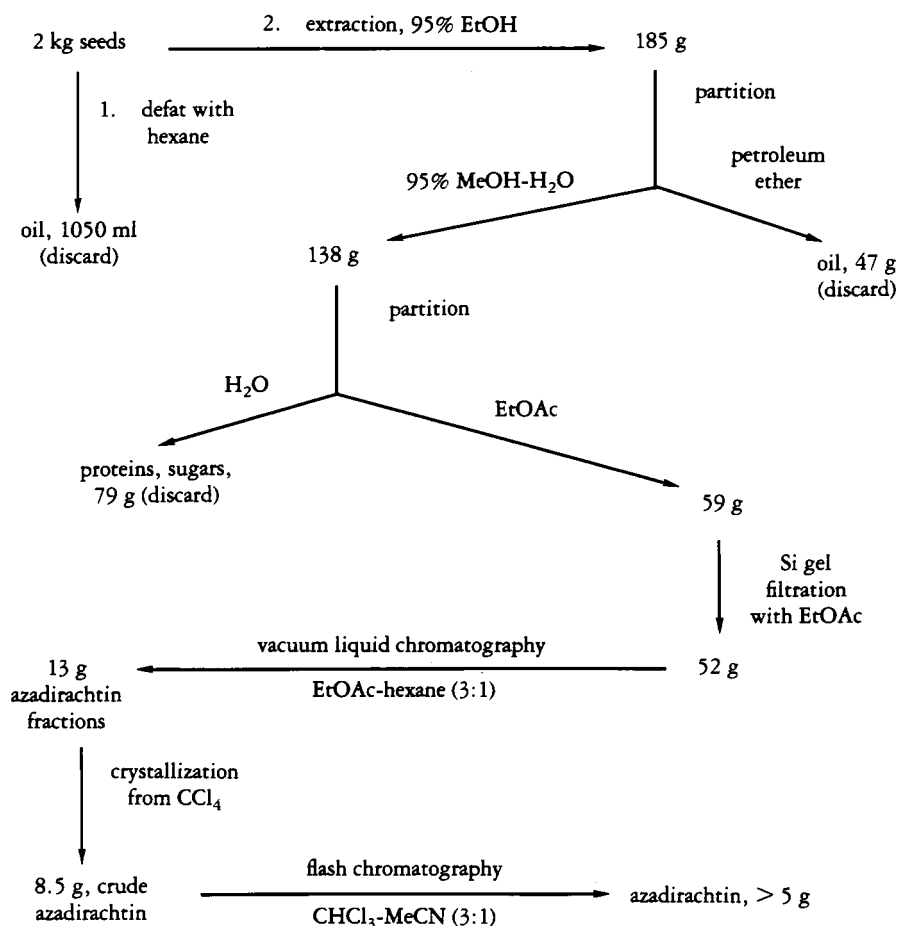 2. extraction, 95% EtOH
2 kg seeds
185 g
1. defat with
hexane
partition
petroleum
ether
95% MeOH-H₂O
oil, 1050 ml
(discard)
138 g
oil, 47 g
(discard)
partition
H₂O
EtOAc
proteins, sugars,
79 g (discard)
59 g
Si gel
filtration
with EtOAc
vacuum liquid chromatography
13 g
azadirachtin
fractions
EtOAc-hexane (3:1)
52 g
crystallization
from CCl₄
flash chromatography
8.5 g, crude
azadirachtin
CHCl₃-MeCN (3:1)
azadirachtin, > 5 g